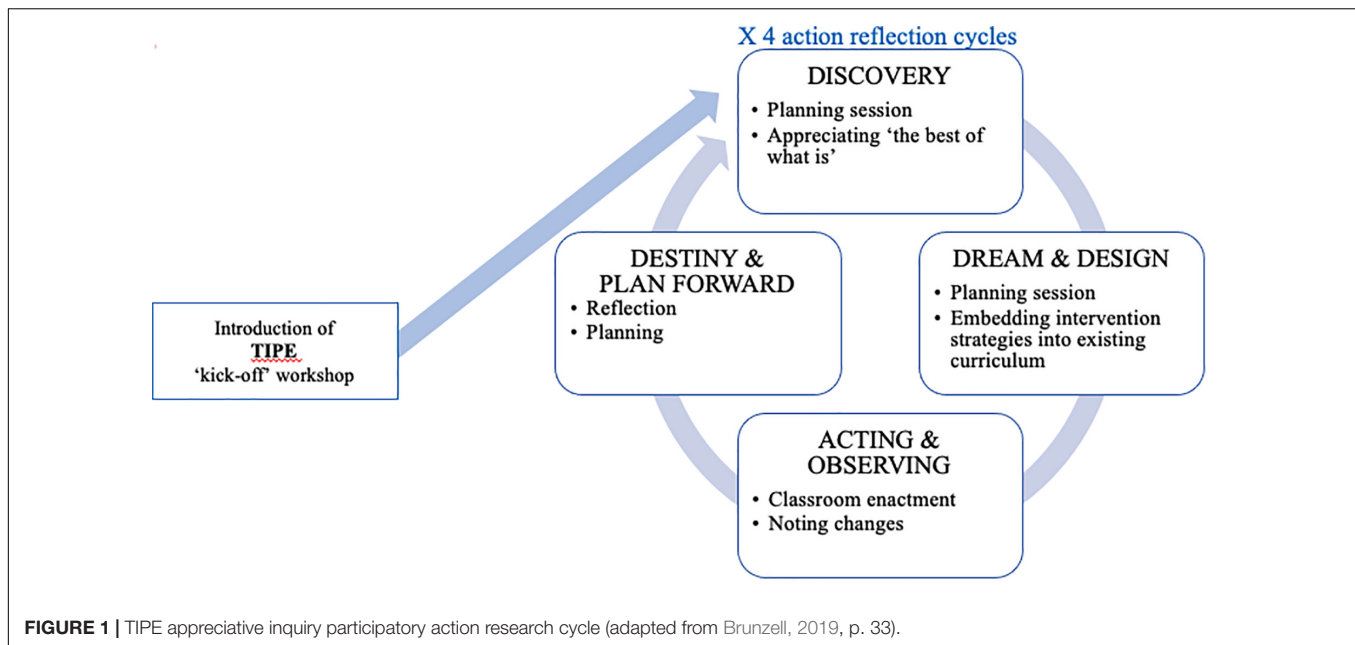 X 4 action reflection cycles
DISCOVERY
• Planning session
• Appreciating ‘the best of
what is’
DESTINY &
PLAN FORWARD
• Reflection
• Planning
DREAM & DESIGN
• Planning session
• Embedding intervention
strategies into existing
curriculum
Introduction of
TIPE
‘kick-off’ workshop
ACTING &
OBSERVING
• Classroom enactment
• Noting changes
FIGURE 1 | TIPE appreciative inquiry participatory action research cycle (adapted from Brunzell, 2019, p. 33).